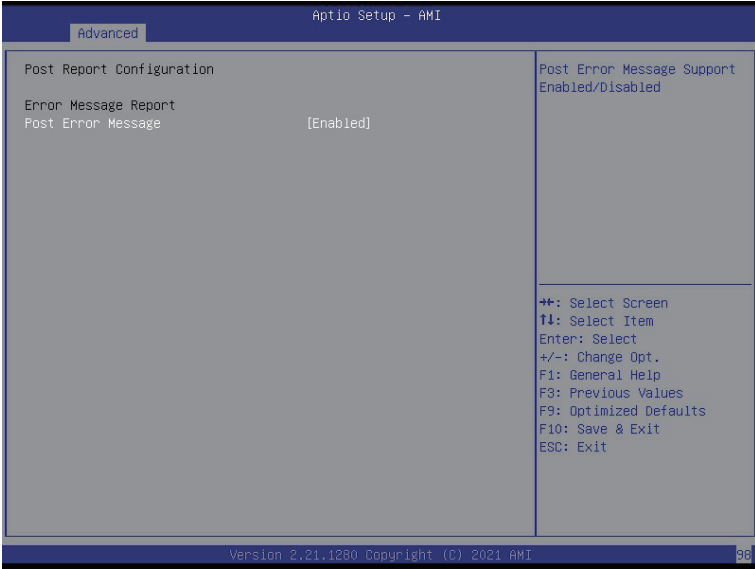 Aptio Setup – AMI
Advanced
Post Report Configuration
Error Message Report
Post Error Message [Enabled]
Post Error Message Support
Enabled/Disabled
→←: Select Screen
↑↓: Select Item
Enter: Select
+/-: Change Opt.
F1: General Help
F3: Previous Values
F9: Optimized Defaults
F10: Save & Exit
ESC: Exit
Version 2.21.1280 Copyright (C) 2021 AMI
98